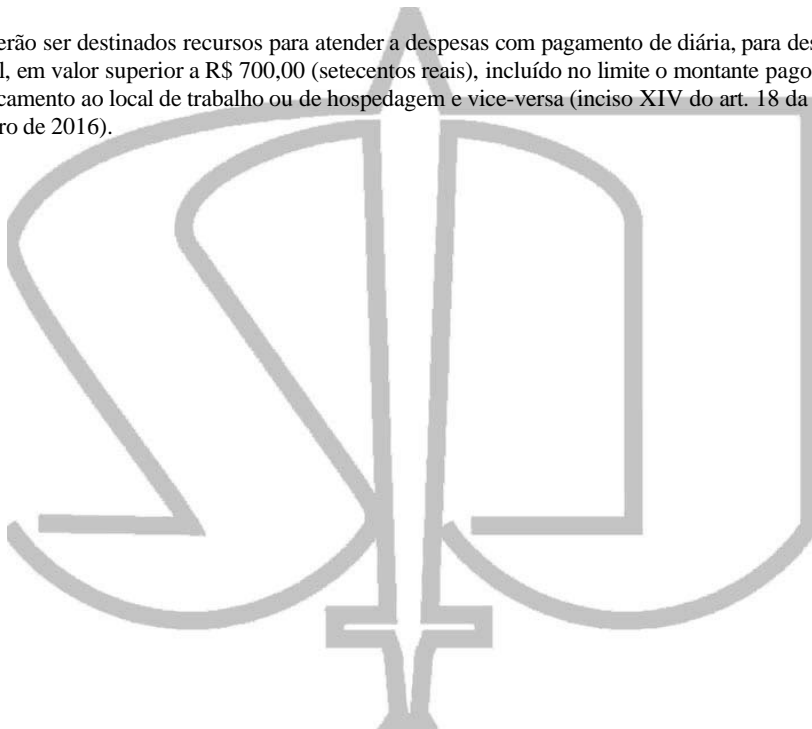 erão ser destinados recursos para atender a despesas com pagamento de diária, para des
l, em valor superior a R$ 700,00 (setecentos reais), incluído no limite o montante pago
camento ao local de trabalho ou de hospedagem e vice-versa (inciso XIV do art. 18 da
ro de 2016).